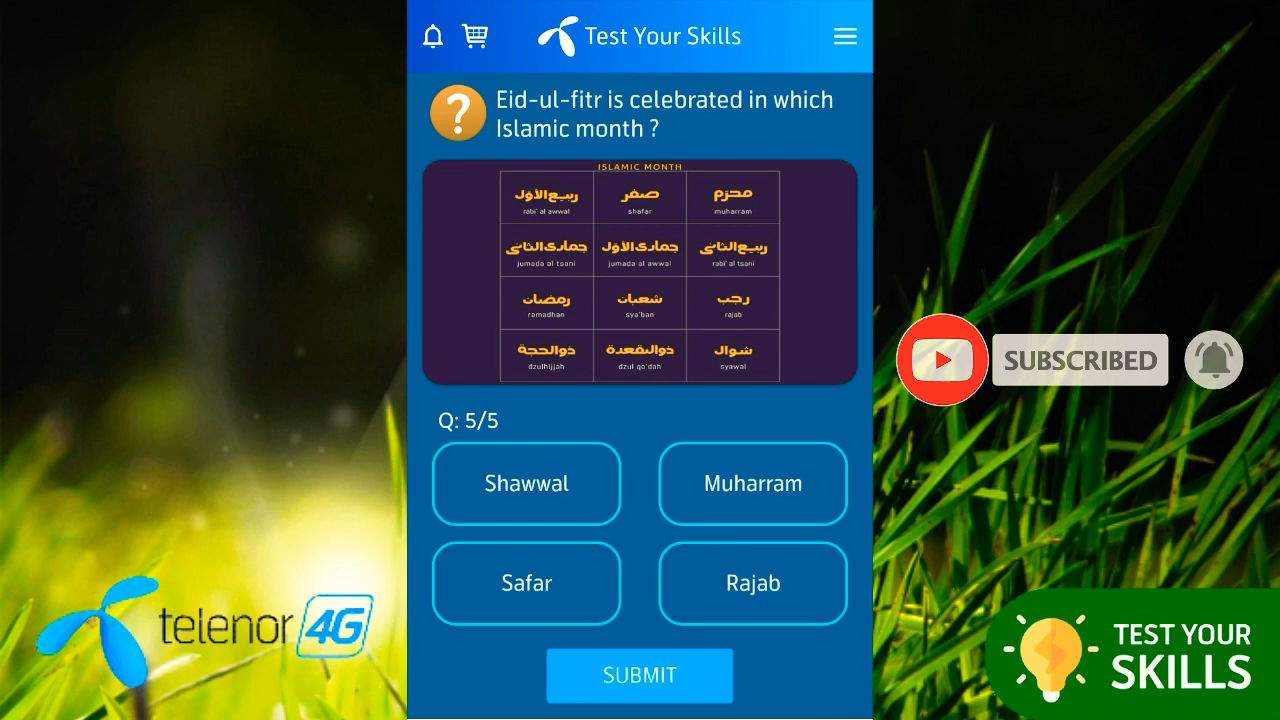 Test Your Skills
Eid-ul-fitr is celebrated in which
Islamic month ?
ISLAMIC MONTH
ربيع الأول صفر محرم
rabi' al awwal shafar muharram
جمادى الثاني جمادى الأول ربيع الثاني
jumada al tsani jumada al awwal rabi' al tsani
رمضان شعبان رجب
ramadhan sya'ban rajab
ذوالحجة ذوالقعدة شوال
dzulhijjah dzul qo'dah syawal
Q: 5/5
Shawwal Muharram
Safar Rajab
SUBMIT
SUBSCRIBED
telenor 4G
TEST YOUR
SKILLS